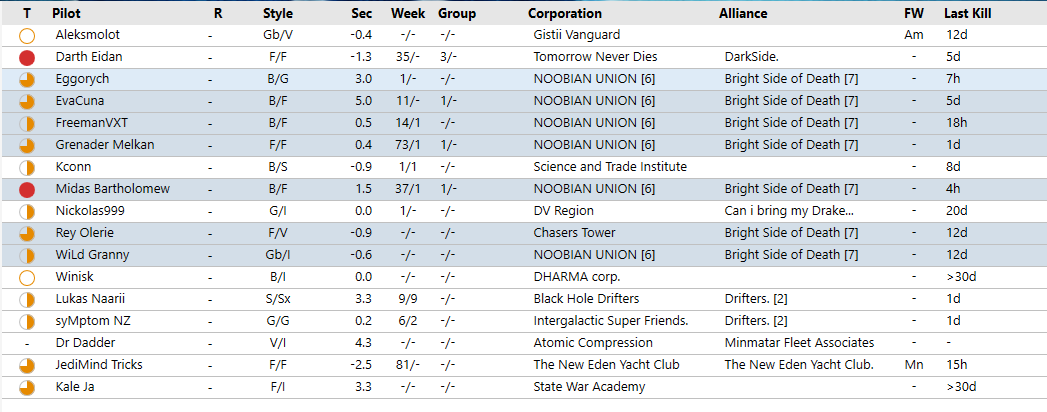 T Pilot R Style Sec Week Group Corporation Alliance FW Last Kill
Aleksmolot - Gb/V -0.4 -/- -/- Gistii Vanguard Am 12d
Darth Eidan - F/F -1.3 35/- 3/- Tomorrow Never Dies DarkSide. - 5d
Eggorych - B/G 3.0 1/- -/- NOOBIAN UNION [6] Bright Side of Death [7] - 7h
EvaCuna - B/F 5.0 11/- 1/- NOOBIAN UNION [6] Bright Side of Death [7] - 5d
FreemanVXT - B/F 0.5 14/1 -/- NOOBIAN UNION [6] Bright Side of Death [7] - 18h
Grenader Melkan - F/F 0.4 73/1 1/- NOOBIAN UNION [6] Bright Side of Death [7] - 1d
Kconn - B/S -0.9 1/1 -/- Science and Trade Institute - 8d
Midas Bartholomew - B/F 1.5 37/1 1/- NOOBIAN UNION [6] Bright Side of Death [7] - 4h
Nickolas999 - G/I 0.0 1/- -/- DV Region Can i bring my Drake... - 20d
Rey Olerie - F/V -0.9 -/- -/- Chasers Tower Bright Side of Death [7] - 12d
WiLd Granny - Gb/I -0.6 -/- -/- NOOBIAN UNION [6] Bright Side of Death [7] - 12d
Winisk - B/I 0.0 -/- -/- DHARMA corp. - >30d
Lukas Naarii - S/Sx 3.3 9/9 -/- Black Hole Drifters Drifters. [2] - 1d
syMptom NZ - G/G 0.2 6/2 -/- Intergalactic Super Friends. Drifters. [2] - 1d
- Dr Dadder - V/I 4.3 -/- -/- Atomic Compression Minmatar Fleet Associates - -
JediMind Tricks - F/F -2.5 81/- -/- The New Eden Yacht Club The New Eden Yacht Club. Mn 15h
Kale Ja - F/I 3.3 -/- -/- State War Academy - >30d